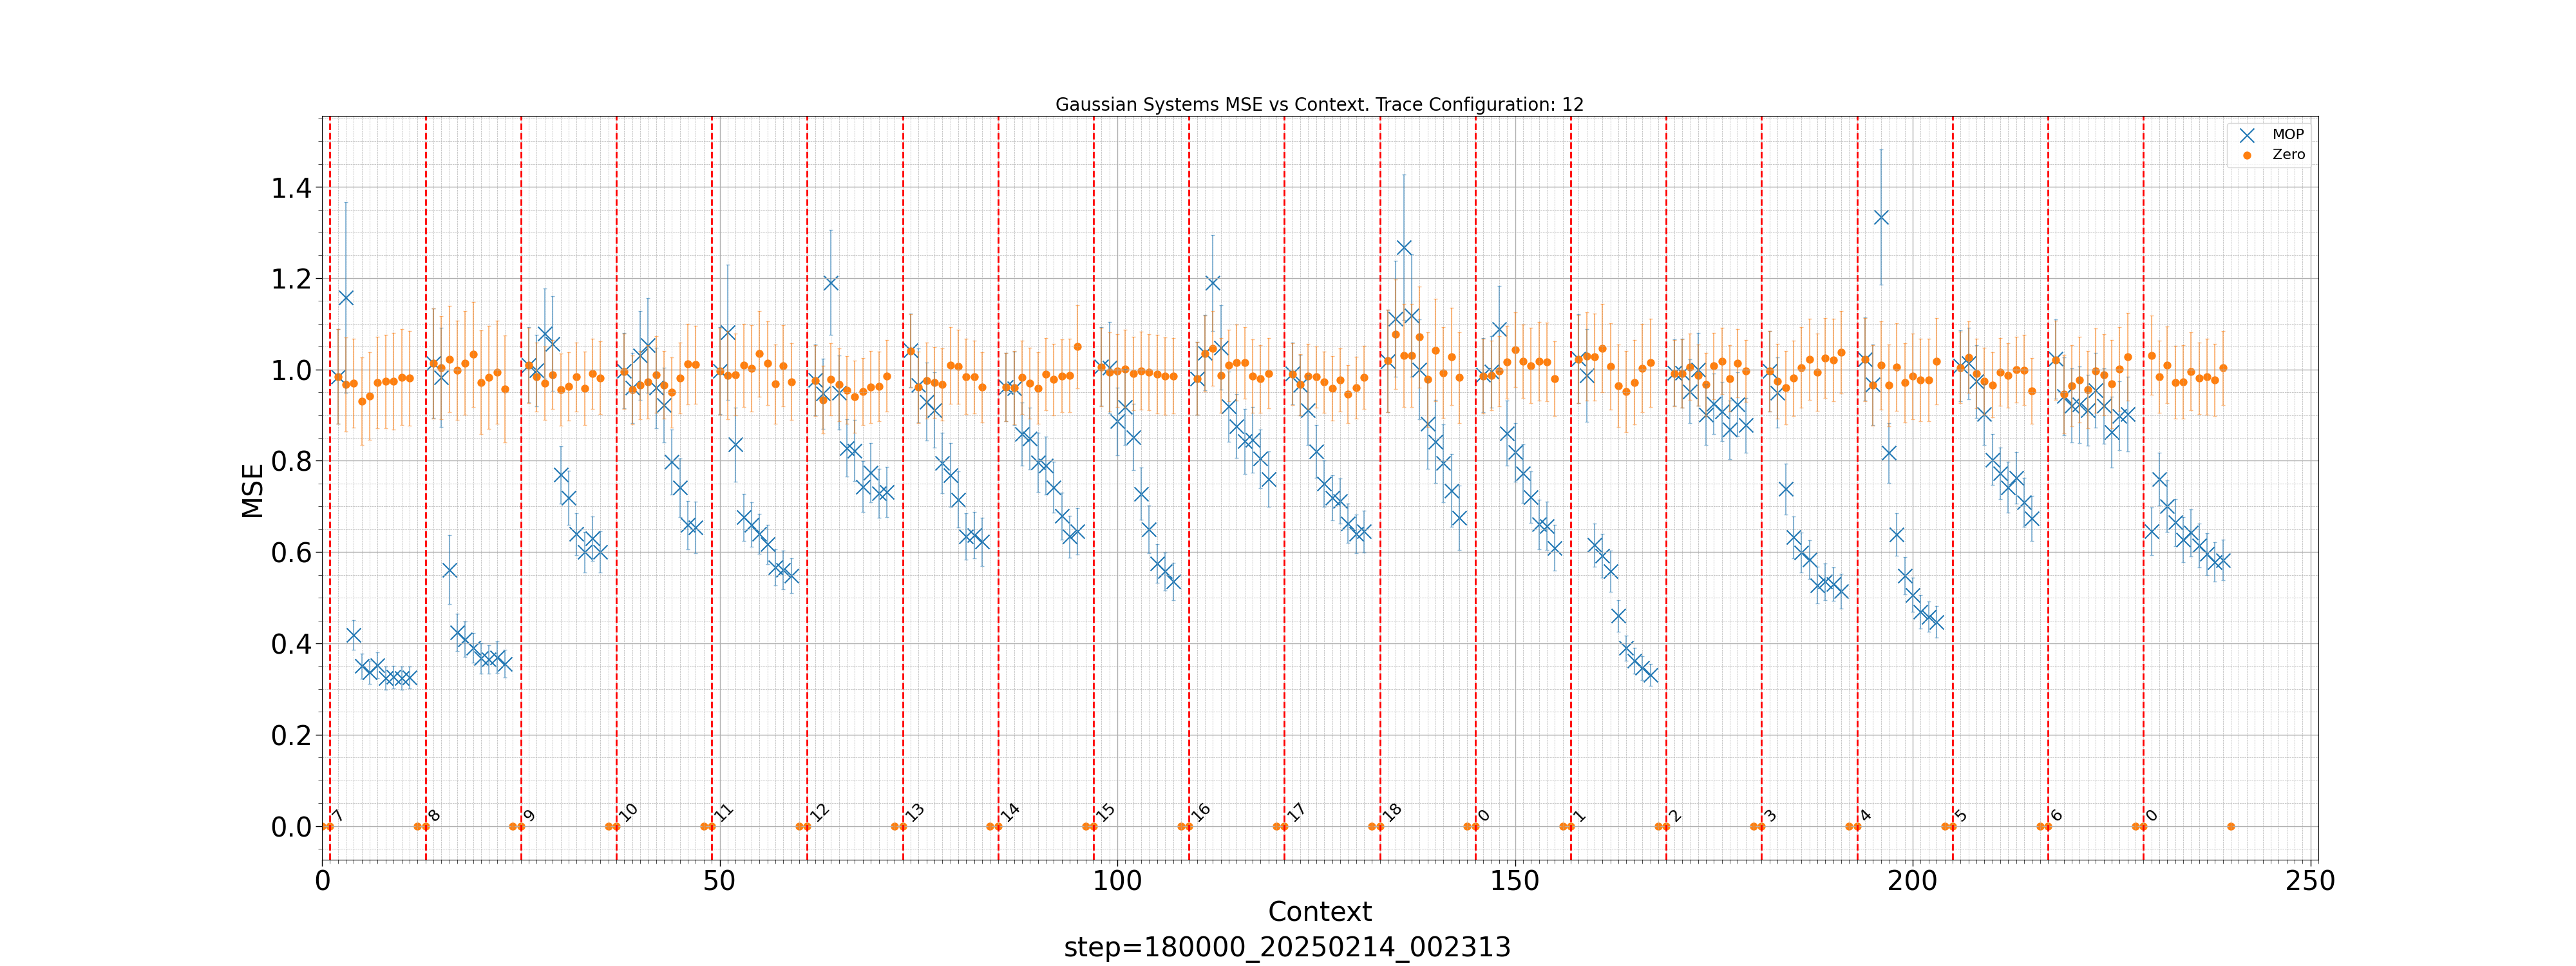 Gaussian Systems MSE vs Context. Trace Configuration: 12
MOP
Zero
1.4
1.2
1.0
0.8
0.6
0.4
0.2
0.0
MSE
7 8 9 10 11 12 13 14 15 16 17 18 0 1 2 3 4 5 6 0
0 50 100 150 200 250
Context
step=180000_20250214_002313